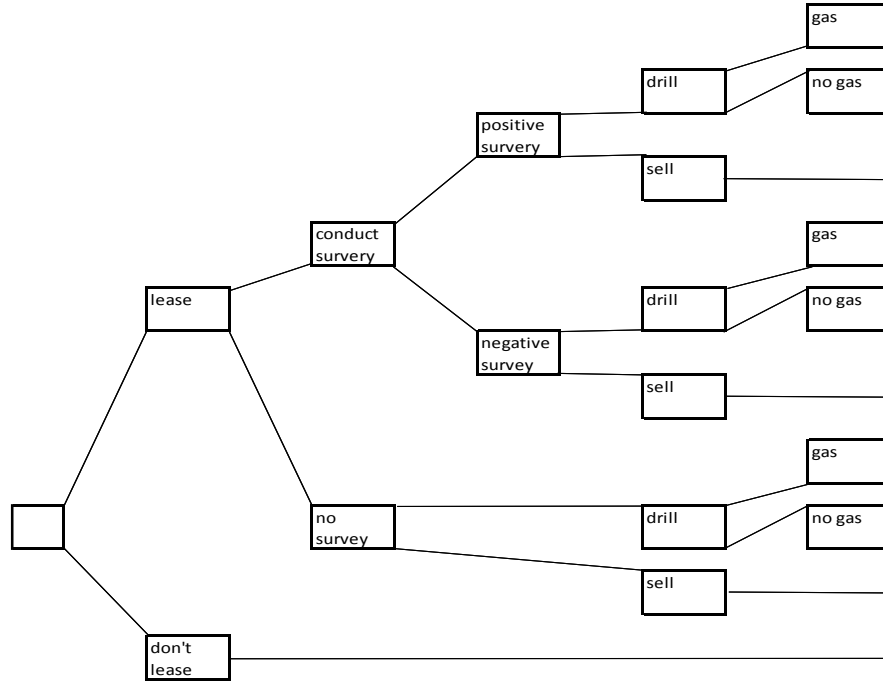 gas
drill
no gas
positive
survery
sell
conduct
survery
gas
lease
drill
no gas
negative
survey
sell
gas
no
survey
drill
no gas
sell
don't
lease